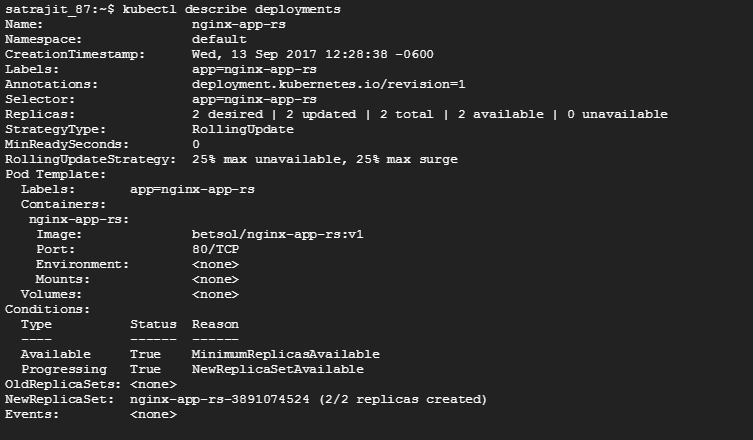 satrajit_87:~$ kubectl describe deployments
Name:                   nginx-app-rs
Namespace:              default
CreationTimestamp:      Wed, 13 Sep 2017 12:28:38 -0600
Labels:                 app=nginx-app-rs
Annotations:            deployment.kubernetes.io/revision=1
Selector:               app=nginx-app-rs
Replicas:               2 desired | 2 updated | 2 total | 2 available | 0 unavailable
StrategyType:           RollingUpdate
MinReadySeconds:        0
RollingUpdateStrategy:  25% max unavailable, 25% max surge
Pod Template:
  Labels:       app=nginx-app-rs
  Containers:
   nginx-app-rs:
    Image:              betsol/nginx-app-rs:v1
    Port:               80/TCP
    Environment:        <none>
    Mounts:             <none>
  Volumes:              <none>
Conditions:
  Type          Status  Reason
  ----          ------  ------
  Available     True    MinimumReplicasAvailable
  Progressing   True    NewReplicaSetAvailable
OldReplicaSets: <none>
NewReplicaSet:  nginx-app-rs-3891074524 (2/2 replicas created)
Events:         <none>